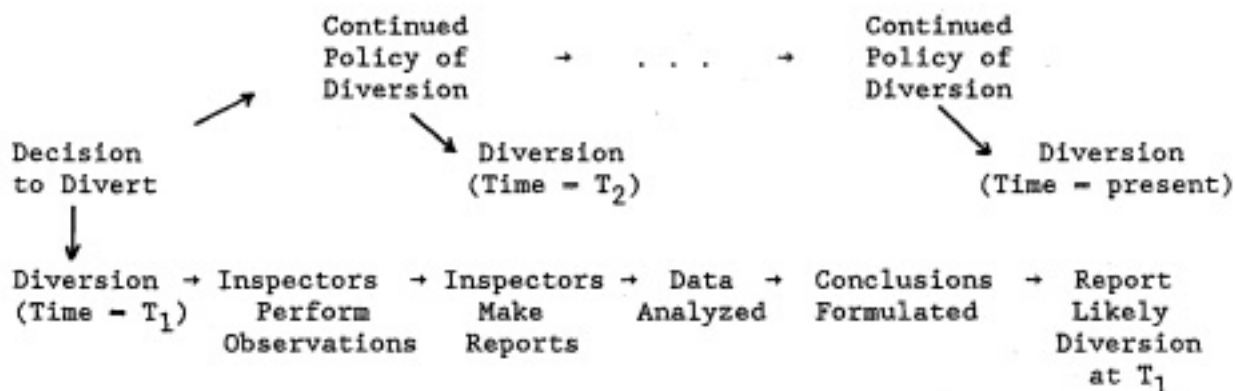 Continued
Policy of → . . . →
Diversion
Continued
Policy of
Diversion
Decision
to Divert
Diversion
(Time = T₂)
Diversion
(Time = present)
Diversion → Inspectors → Inspectors → Data → Conclusions → Report
(Time = T₁) Perform Make Analyzed Formulated Likely
Observations Reports Diversion
at T₁